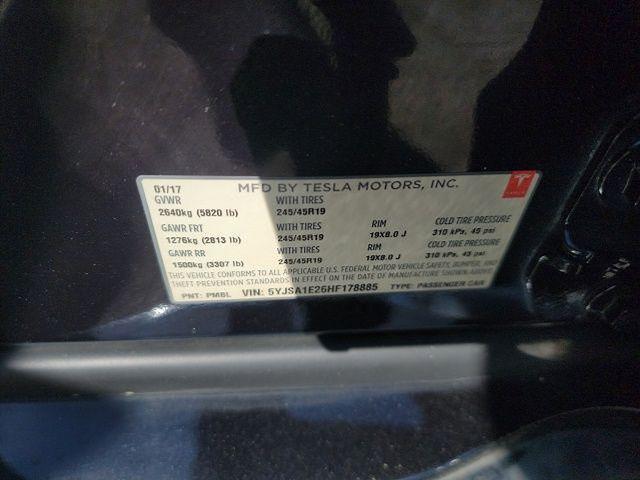 01/17 MFD BY TESLA MOTORS, INC.
GVWR WITH TIRES
2640kg (5820 lb) 245/45R19
GAWR FRT WITH TIRES RIM COLD TIRE PRESSURE
1276kg (2813 lb) 245/45R19 19X8.0 J 310 kPa, 45 psi
GAWR RR WITH TIRES RIM COLD TIRE PRESSURE
1500kg (3307 lb) 245/45R19 19X8.0 J 310 kPa, 45 psi
THIS VEHICLE CONFORMS TO ALL APPLICABLE U.S. FEDERAL MOTOR VEHICLE SAFETY, BUMPER, AND
THEFT PREVENTION STANDARDS IN EFFECT ON THE DATE OF MANUFACTURE SHOWN ABOVE.
PNT: PMBL VIN: 5YJSA1E26HF178885 TYPE: PASSENGER CAR